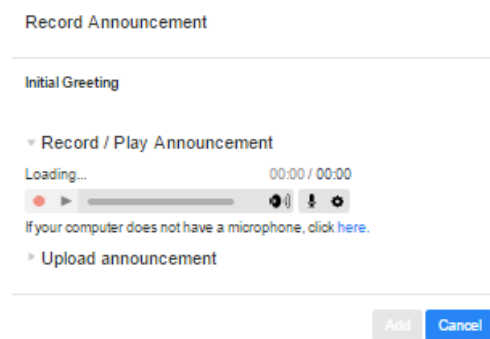 Record Announcement
Initial Greeting
Record / Play Announcement
Loading... 00:00 / 00:00
If your computer does not have a microphone, click here.
Upload announcement
Add Cancel